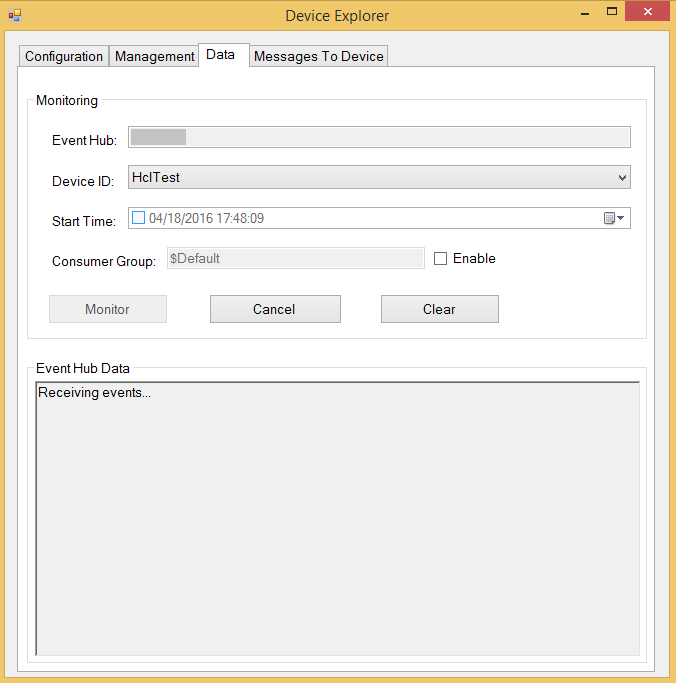 Device Explorer
Configuration Management Data Messages To Device
Monitoring
Event Hub:
Device ID: HclTest
Start Time: 04/18/2016 17:48:09
Consumer Group: $Default Enable
Monitor Cancel Clear
Event Hub Data
Receiving events...